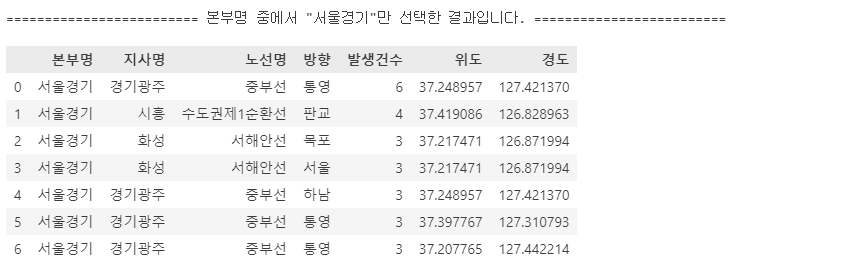 ========================= 본부명 중에서 "서울경기"만 선택한 결과입니다. =========================
본부명 지사명 노선명 방향 발생건수 위도 경도
0 서울경기 경기광주 중부선 통영 6 37.248957 127.421370
1 서울경기 시흥 수도권제1순환선 판교 4 37.419086 126.828963
2 서울경기 화성 서해안선 목포 3 37.217471 126.871994
3 서울경기 화성 서해안선 서울 3 37.217471 126.871994
4 서울경기 경기광주 중부선 하남 3 37.248957 127.421370
5 서울경기 경기광주 중부선 통영 3 37.397767 127.310793
6 서울경기 경기광주 중부선 통영 3 37.207765 127.442214